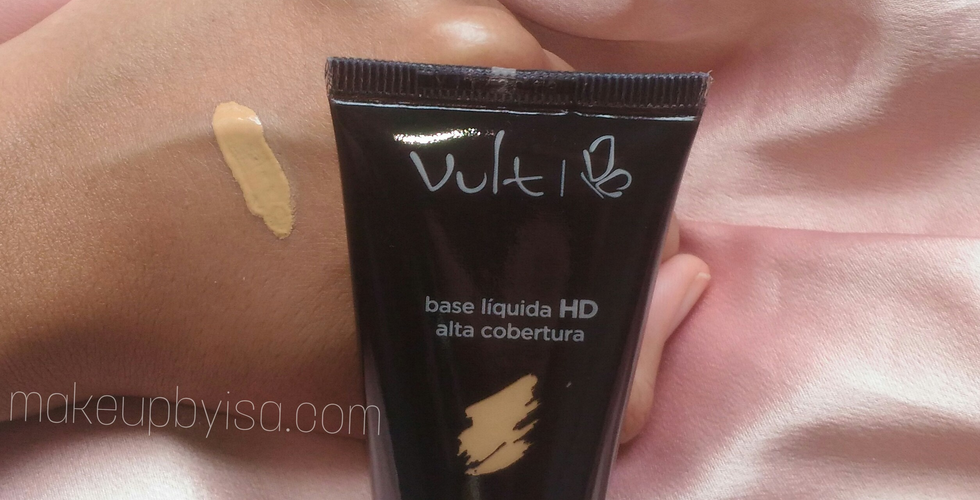 Vult |
base líquida HD
alta cobertura
makeupbyisa.com